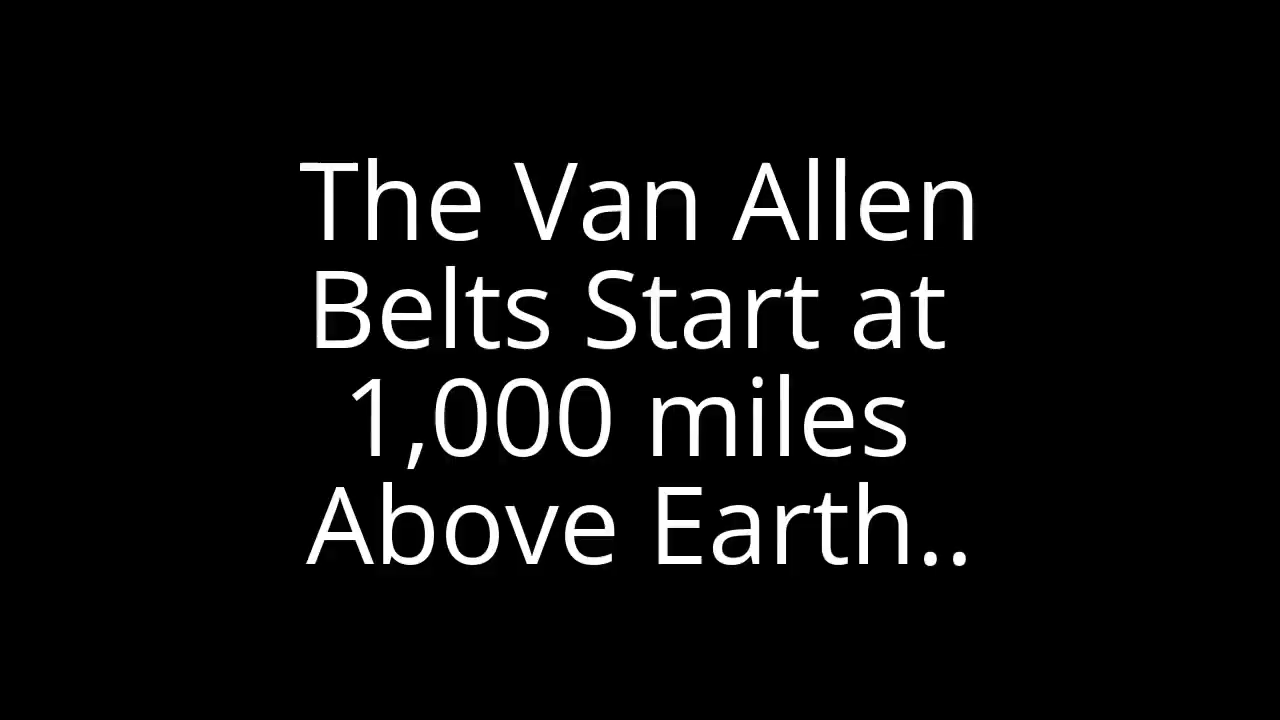 The Van Allen
Belts Start at
1,000 miles
Above Earth..